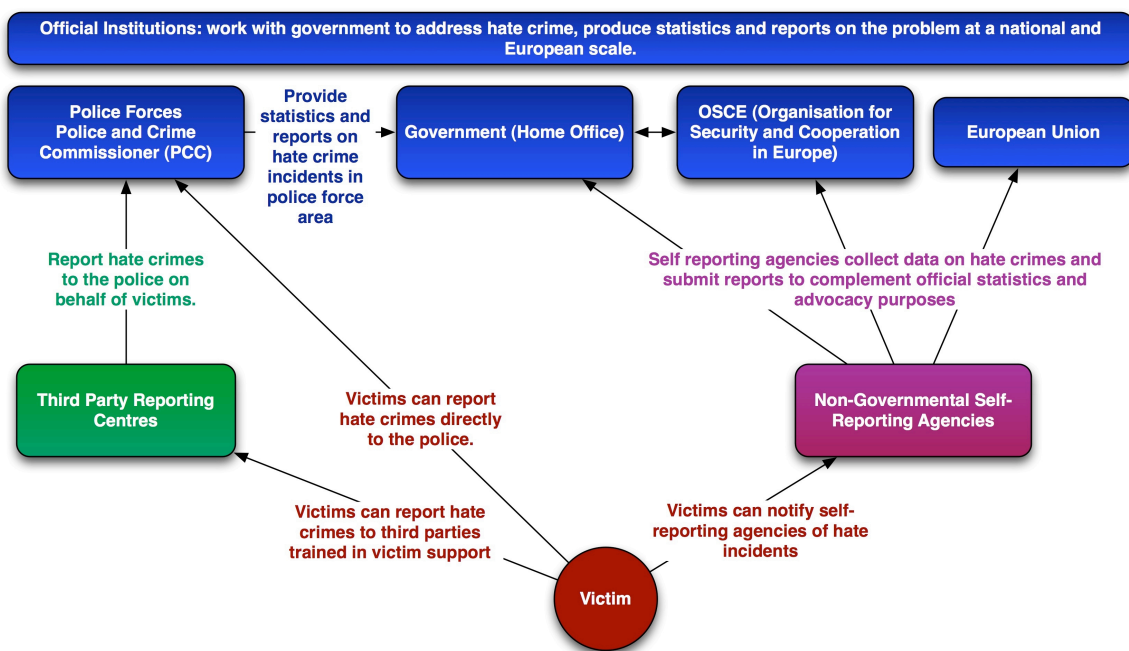 Official Institutions: work with government to address hate crime, produce statistics and reports on the problem at a national and
European scale.
Police Forces
Police and Crime
Commissioner (PCC)
Provide
statistics and
reports on
hate crime
incidents in
police force
area
Government (Home Office)
OSCE (Organisation for
Security and Cooperation
in Europe)
European Union
Report hate crimes
to the police on
behalf of victims.
Self reporting agencies collect data on hate crimes and
submit reports to complement official statistics and
advocacy purposes
Third Party Reporting
Centres
Victims can report
hate crimes directly
to the police.
Non-Governmental Self-
Reporting Agencies
Victims can report hate
crimes to third parties
trained in victim support
Victims can notify self-
reporting agencies of hate
incidents
Victim